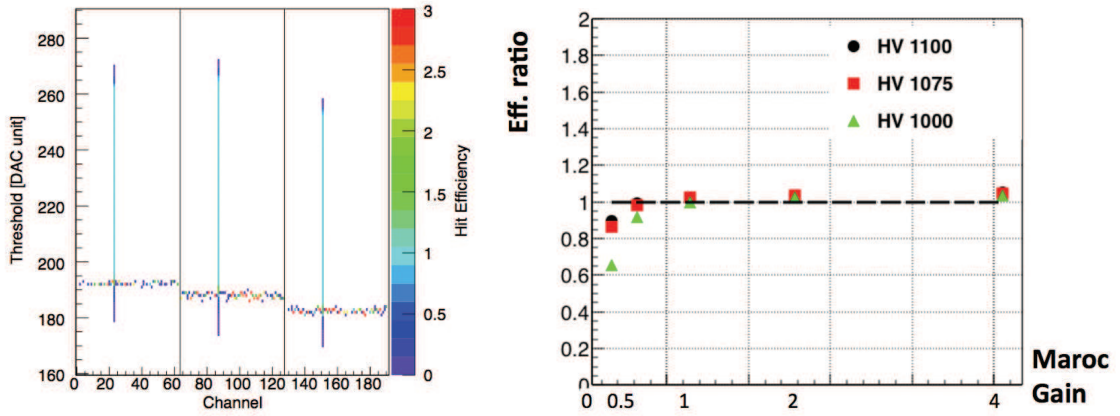 Threshold [DAC unit]
280
260
240
220
200
180
160
0 20 40 60 80 100 120 140 160 180
Channel
3
2.5
2
1.5
1
0.5
0
Hit Efficiency
Eff. ratio
2
1.8
1.6
1.4
1.2
1
0.8
0.6
0.4
0.2
0
HV 1100
HV 1075
HV 1000
0 0.5 1 2 4
Maroc
Gain